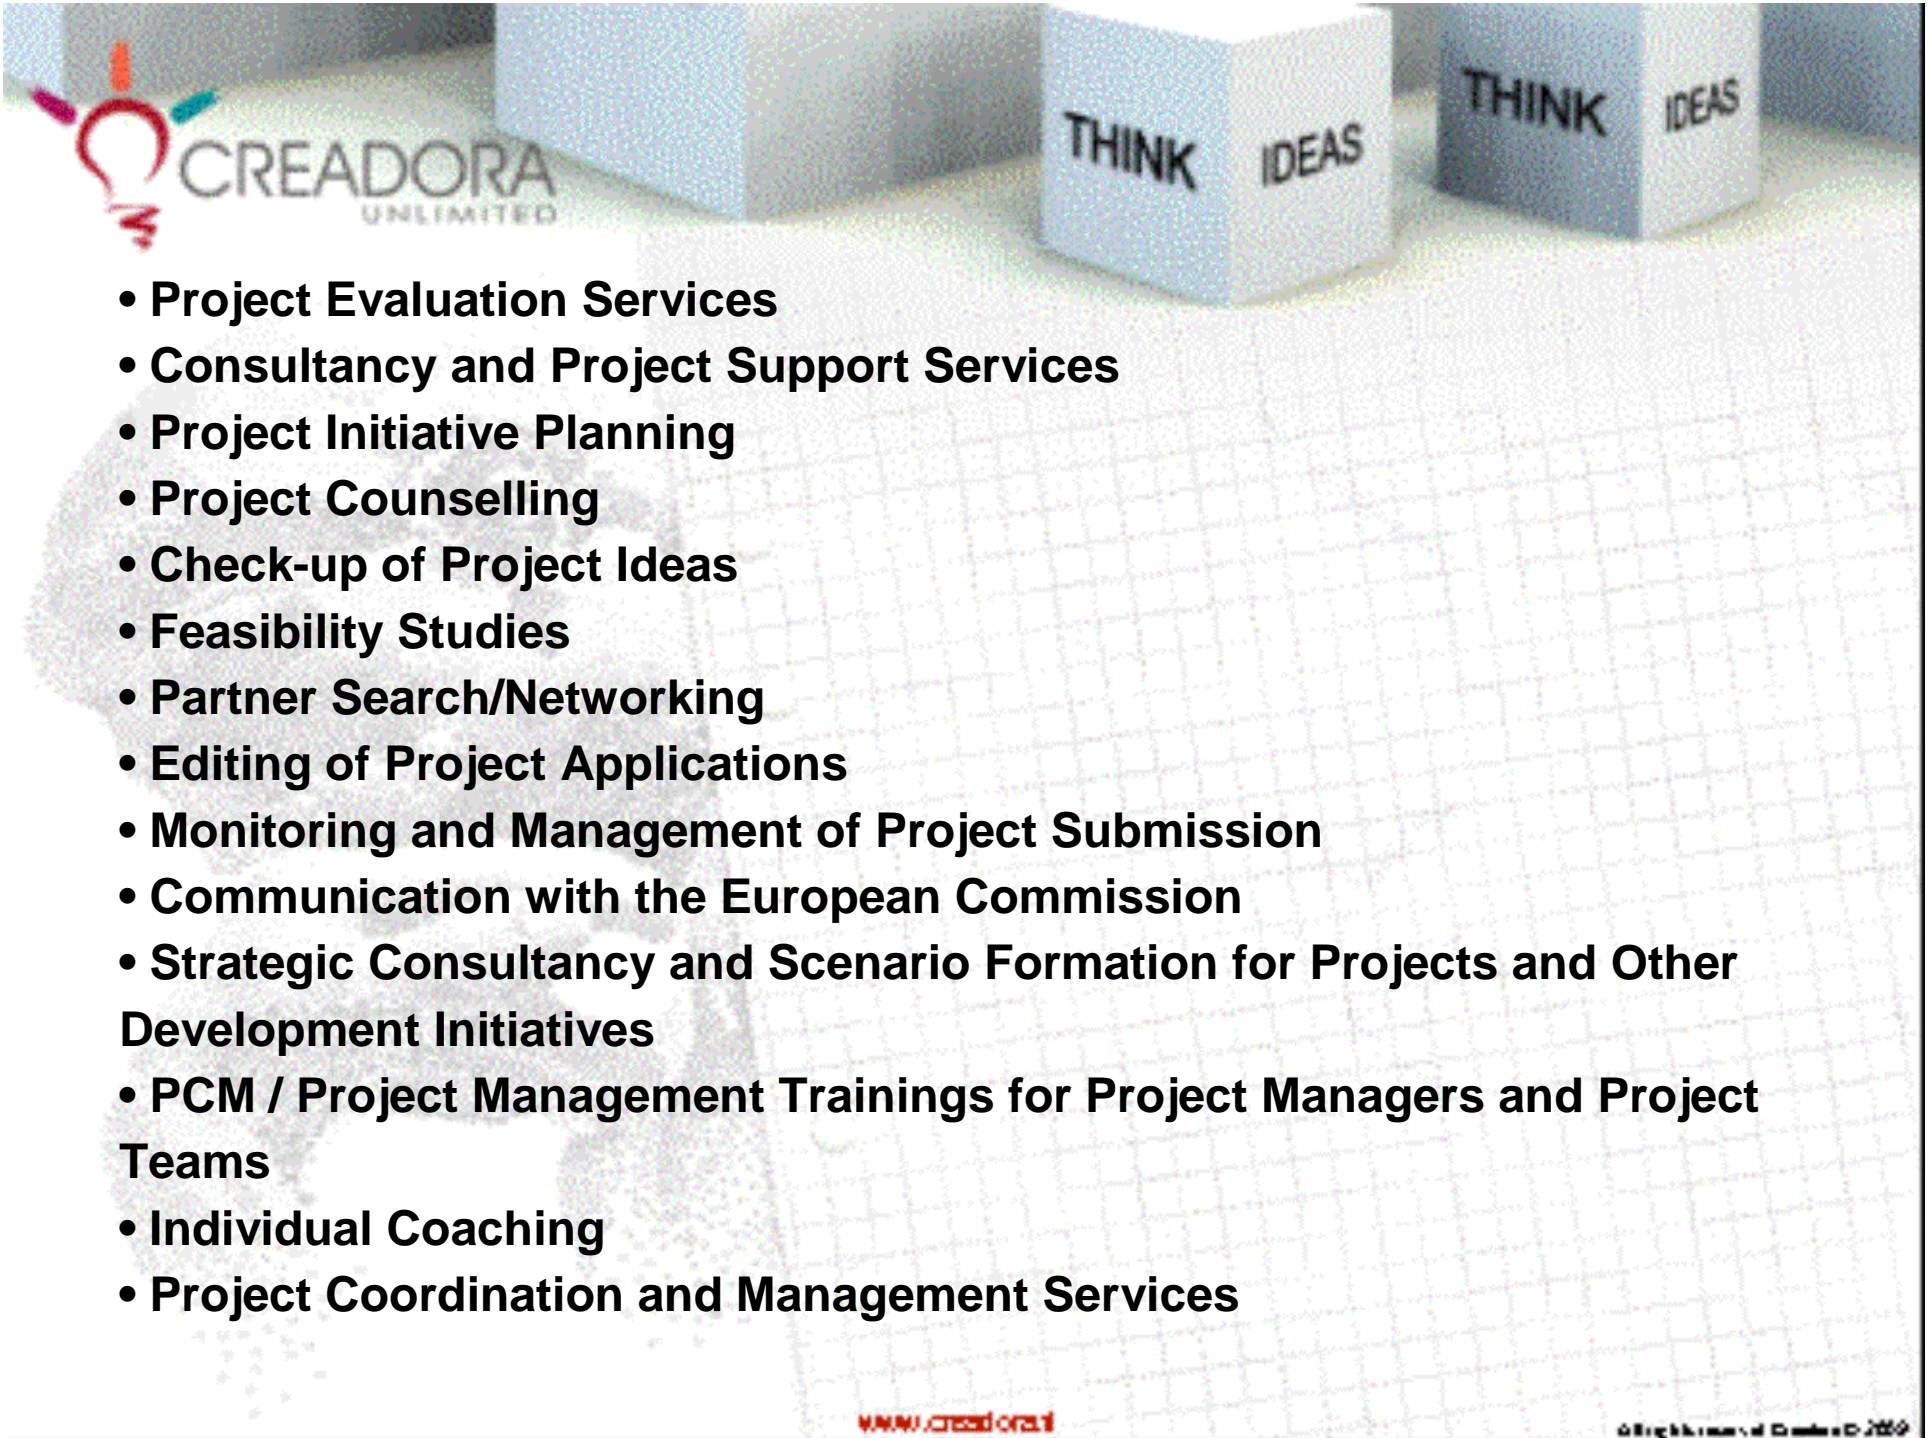 THINK IDEAS THINK IDEAS
CREADORA
UNLIMITED
• Project Evaluation Services
• Consultancy and Project Support Services
• Project Initiative Planning
• Project Counselling
• Check-up of Project Ideas
• Feasibility Studies
• Partner Search/Networking
• Editing of Project Applications
• Monitoring and Management of Project Submission
• Communication with the European Commission
• Strategic Consultancy and Scenario Formation for Projects and Other
Development Initiatives
• PCM / Project Management Trainings for Project Managers and Project
Teams
• Individual Coaching
• Project Coordination and Management Services